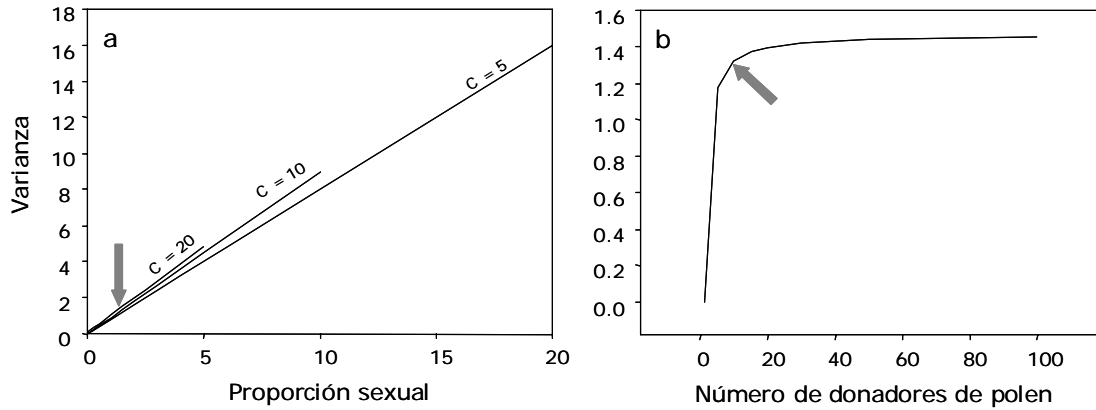 a
18
16
14
12
10
8
6
4
2
0
Varianza
C = 5
C = 10
C = 20
0 5 10 15 20
Proporción sexual
b
1.6
1.4
1.2
1.0
0.8
0.6
0.4
0.2
0.0
0 20 40 60 80 100
Número de donadores de polen